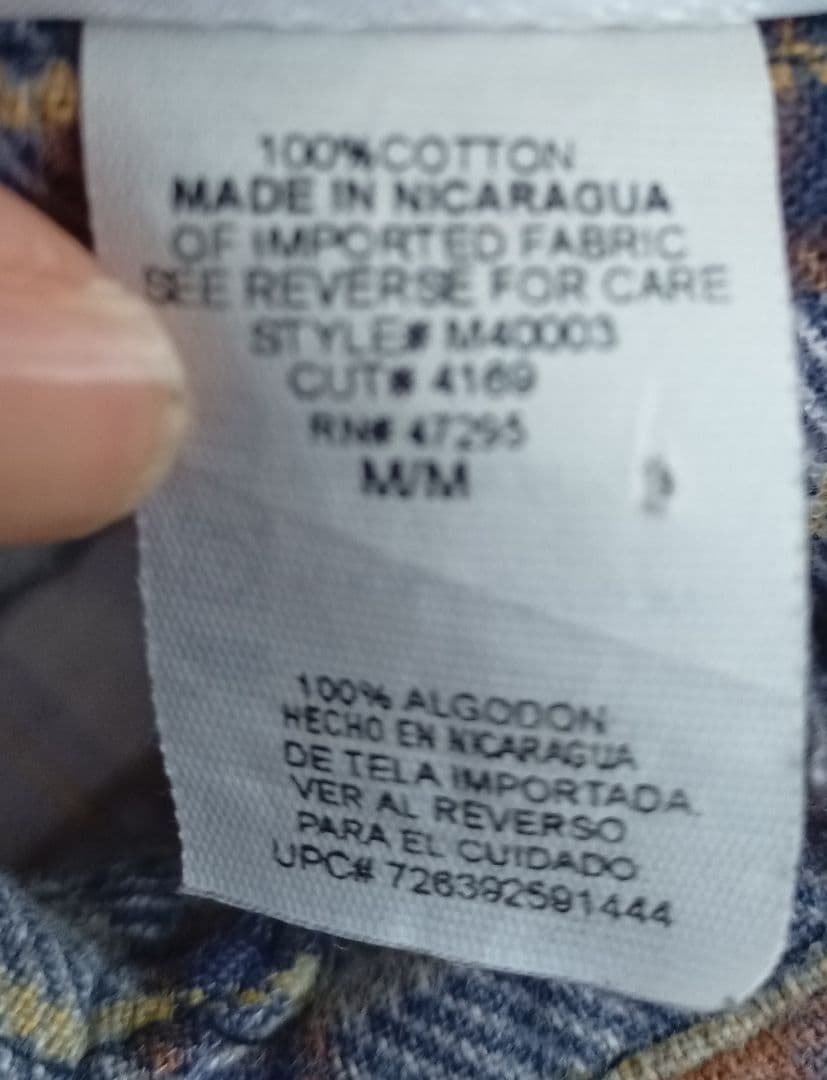 100% COTTON
MADE IN NICARAGUA
OF IMPORTED FABRIC
SEE REVERSE FOR CARE
STYLE# M40003
CUT# 4169
RN# 47295
M/M
100% ALGODON
HECHO EN NICARAGUA
DE TELA IMPORTADA.
VER AL REVERSO
PARA EL CUIDADO
UPC# 726392591444